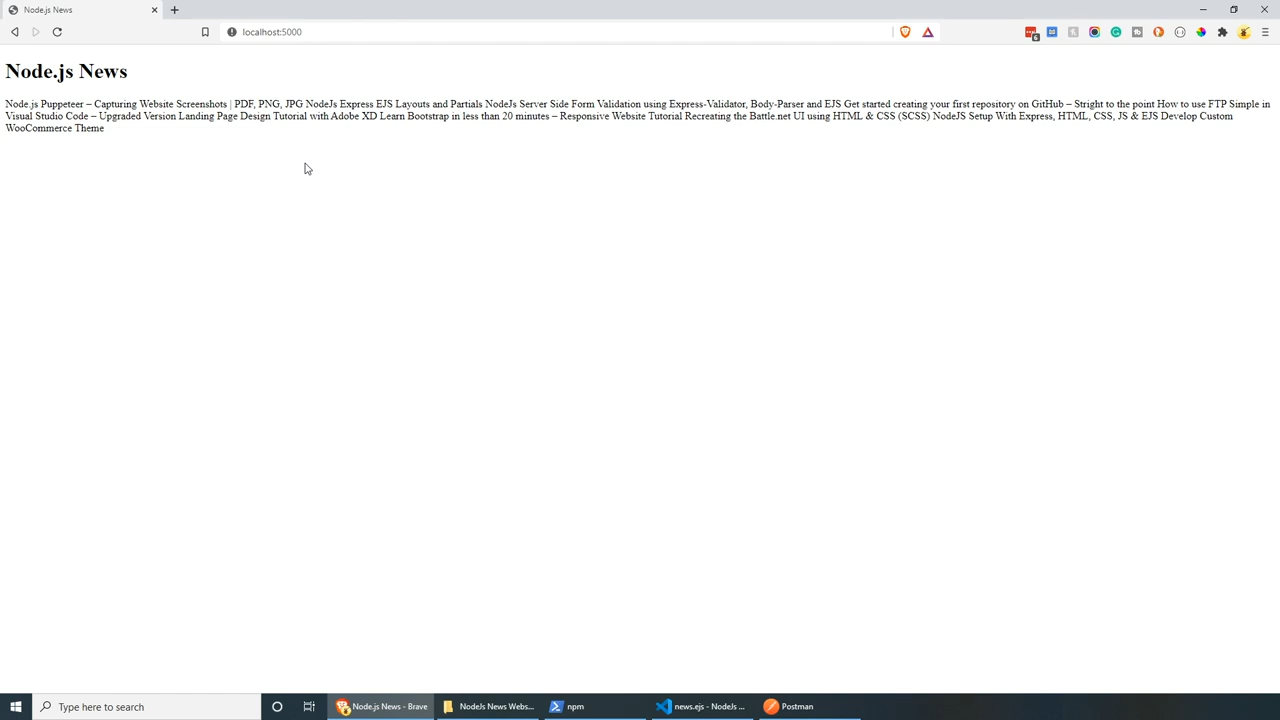 Node.js News
localhost:5000
6
Node.js News
Node.js Puppeteer – Capturing Website Screenshots | PDF, PNG, JPG NodeJs Express EJS Layouts and Partials NodeJs Server Side Form Validation using Express-Validator, Body-Parser and EJS Get started creating your first repository on GitHub – Stright to the point How to use FTP Simple in
Visual Studio Code – Upgraded Version Landing Page Design Tutorial with Adobe XD Learn Bootstrap in less than 20 minutes – Responsive Website Tutorial Recreating the Battle.net UI using HTML & CSS (SCSS) NodeJS Setup With Express, HTML, CSS, JS & EJS Develop Custom
WooCommerce Theme
Type here to search
Node.js News - Brave
NodeJs News Webs...
npm
news.ejs - NodeJs ...
Postman